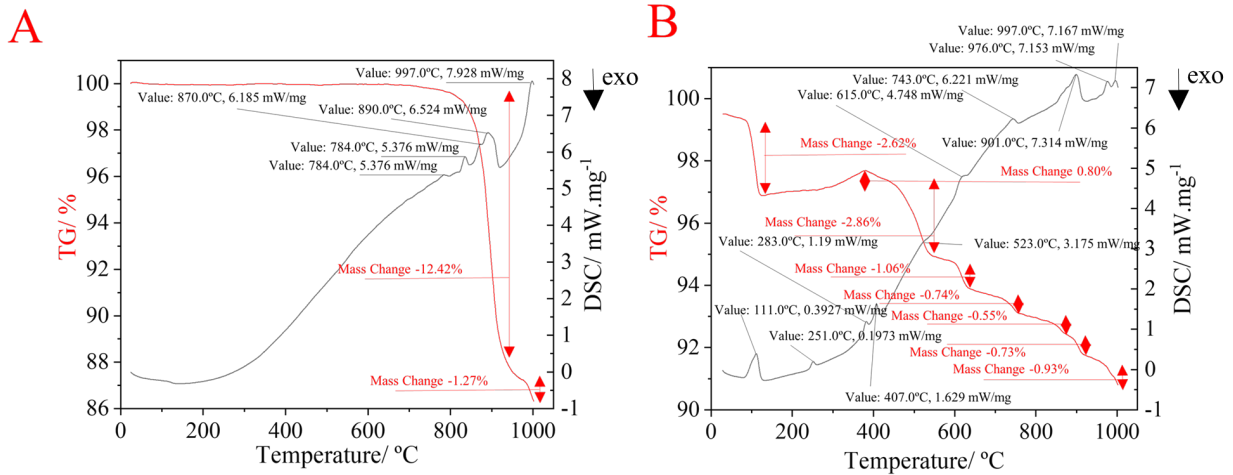 A
TG/ %
100
98
96
94
92
90
88
86
0
200
400
600
800
1000
Temperature/ ºC
8
7
6
5
4
3
2
1
0
-1
DSC/ mW.mg-1
exo
Value: 997.0ºC, 7.928 mW/mg
Value: 870.0ºC, 6.185 mW/mg
Value: 890.0ºC, 6.524 mW/mg
Value: 784.0ºC, 5.376 mW/mg
Value: 784.0ºC, 5.376 mW/mg
Mass Change -12.42%
Mass Change -1.27%
B
TG/ %
100
98
96
94
92
90
0
200
400
600
800
1000
Temperature/ ºC
7
6
5
4
3
2
1
0
-1
DSC/ mW.mg-1
exo
Value: 997.0ºC, 7.167 mW/mg
Value: 976.0ºC, 7.153 mW/mg
Value: 743.0ºC, 6.221 mW/mg
Value: 615.0ºC, 4.748 mW/mg
Value: 901.0ºC, 7.314 mW/mg
Mass Change -2.62%
Mass Change 0.80%
Mass Change -2.86%
Value: 283.0ºC, 1.19 mW/mg
Value: 523.0ºC, 3.175 mW/mg
Mass Change -1.06%
Mass Change -0.74%
Value: 111.0ºC, 0.3927 mW/mg
Mass Change -0.55%
Value: 251.0ºC, 0.1973 mW/mg
Mass Change -0.73%
Mass Change -0.93%
Value: 407.0ºC, 1.629 mW/mg